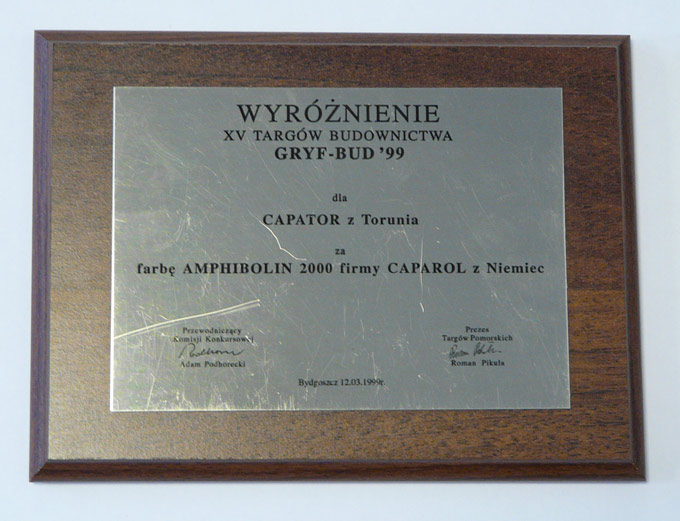 WYRÓŻNIENIE
XV TARGÓW BUDOWNICTWA
GRYF-BUD '99
dla
CAPATOR z Torunia
za
farbę AMPHIBOLIN 2000 firmy CAPAROL z Niemiec
Przewodniczący
Komisji Konkursowej
Adam Podhorecki
Prezes
Targów Pomorskich
Roman Pikuła
Bydgoszcz 12.03.1999r.